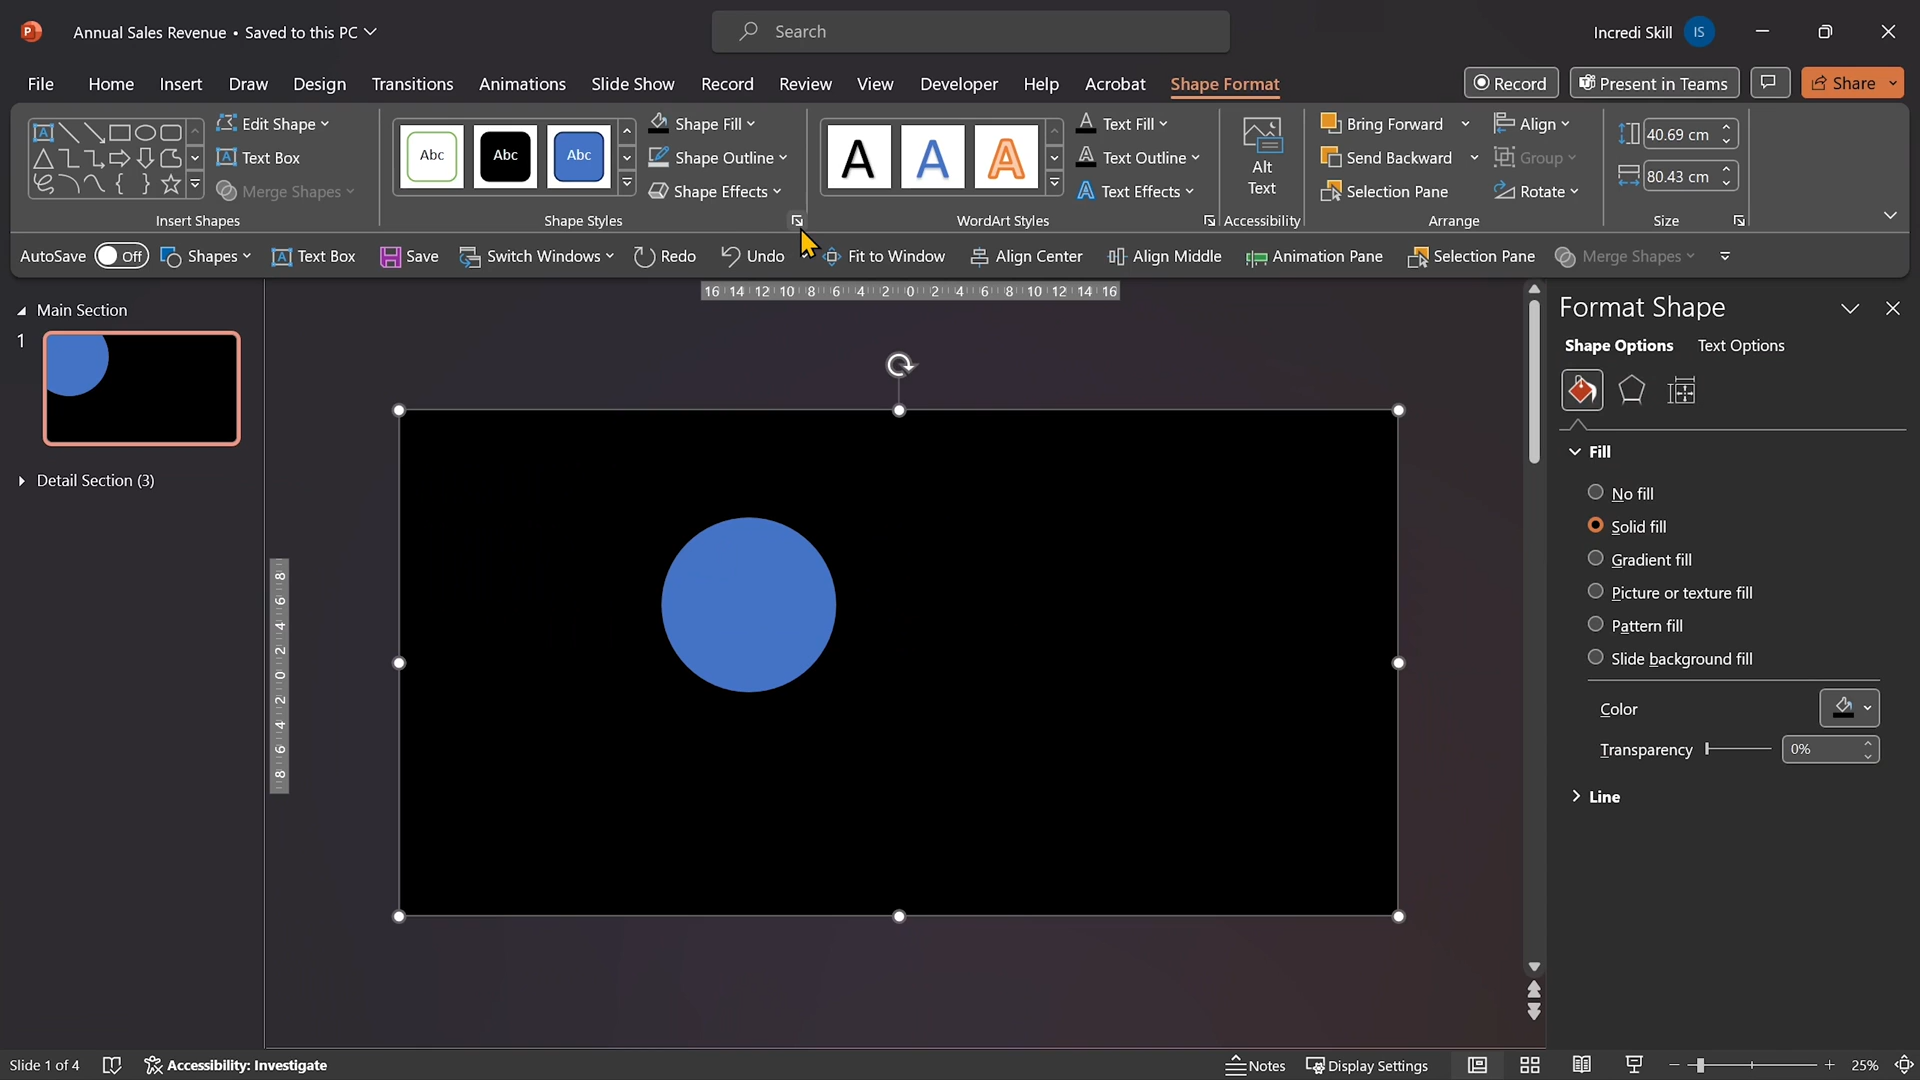 Annual Sales Revenue • Saved to this PC
Search
Incredi Skill IS
File Home Insert Draw Design Transitions Animations Slide Show Record Review View Developer Help Acrobat Shape Format
Record Present in Teams Share
Edit Shape
Text Box
Merge Shapes
Insert Shapes
Abc Abc Abc
Shape Fill
Shape Outline
Shape Effects
Shape Styles
A A A
Text Fill
Text Outline
Text Effects
WordArt Styles
Alt
Text
Accessibility
Bring Forward
Send Backward
Selection Pane
Align
Group
Rotate
Arrange
40.69 cm
80.43 cm
Size
AutoSave Off Shapes Text Box Save Switch Windows Redo Undo Fit to Window Align Center Align Middle Animation Pane Selection Pane Merge Shapes
16 14 12 10 8 6 4 2 0 2 4 6 8 10 12 14 16
Main Section
1
Detail Section (3)
8 6 4 2 0 2 4 6 8
Format Shape
Shape Options Text Options
Fill
No fill
Solid fill
Gradient fill
Picture or texture fill
Pattern fill
Slide background fill
Color
Transparency 0%
Line
Slide 1 of 4 Accessibility: Investigate Notes Display Settings 25%